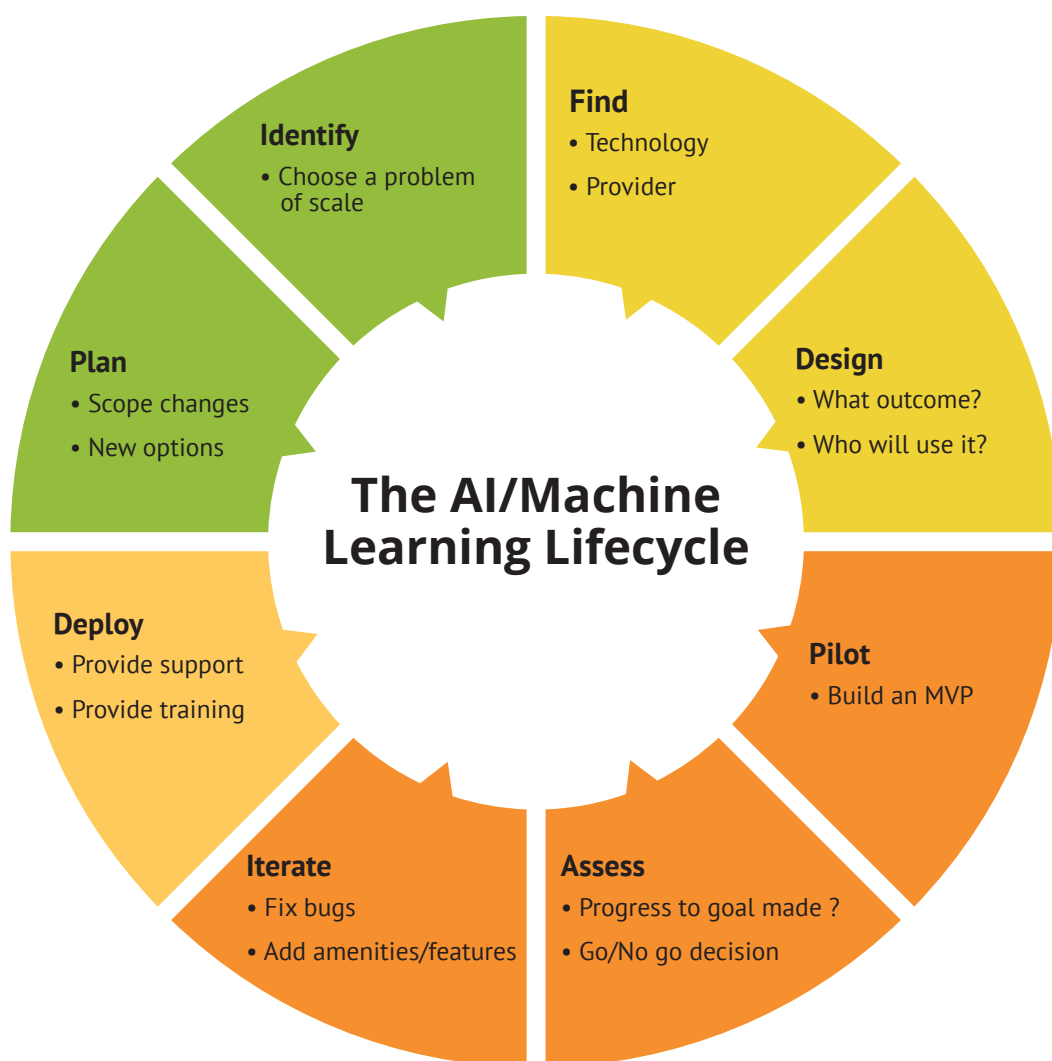 Identify
• Choose a problem
of scale
Find
• Technology
• Provider
Design
• What outcome?
• Who will use it?
Pilot
• Build an MVP
Assess
• Progress to goal made ?
• Go/No go decision
Iterate
• Fix bugs
• Add amenities/features
Deploy
• Provide support
• Provide training
Plan
• Scope changes
• New options
The AI/Machine
Learning Lifecycle